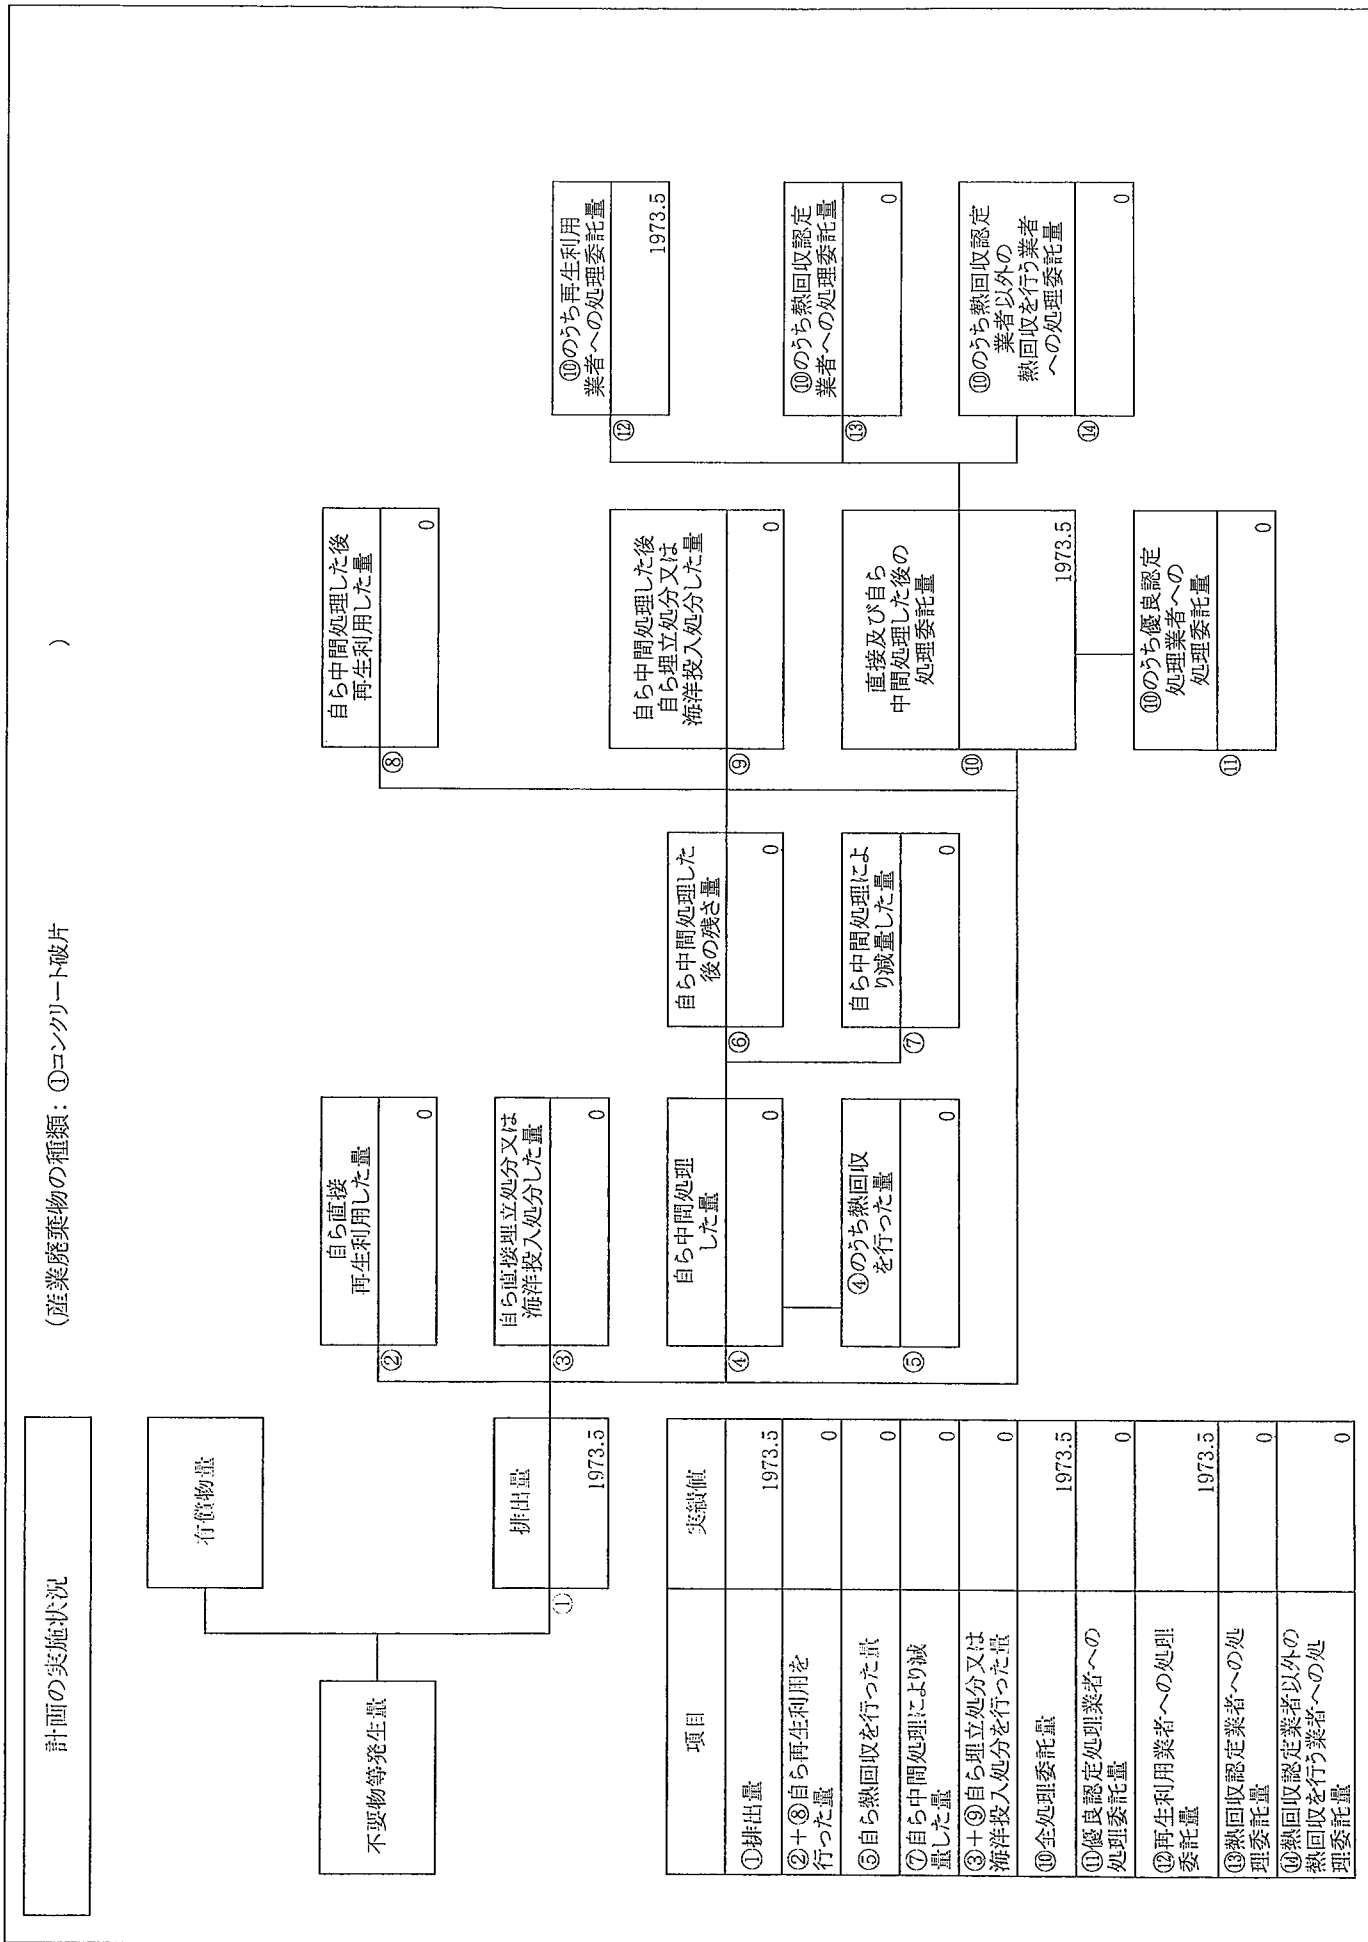 計画の実施状況
(産業廃棄物の種類：①コンクリート破片
)
不要物等発生量
有償物量
①
排出量
1973.5
②
自ら直接
再生利用した量
0
③
自ら直接埋立処分又は
海洋投入処分した量
0
④
自ら中間処理
した量
0
⑤
④のうち熱回収
を行った量
0
⑥
自ら中間処理した
後の残さ量
0
⑦
自ら中間処理によ
り減量した量
0
⑧
自ら中間処理した後
再生利用した量
0
⑨
自ら中間処理した後
自ら埋立処分又は
海洋投入処分した量
0
⑩
直接及び自ら
中間処理した後の
処理委託量
1973.5
⑪
⑩のうち優良認定
処理業者への
処理委託量
0
⑫
⑩のうち再生利用
業者への処理委託量
1973.5
⑬
⑩のうち熱回収認定
業者への処理委託量
0
⑭
⑩のうち熱回収認定
業者以外の
熱回収を行う業者
への処理委託量
0
項目 実績値
①排出量 1973.5
②＋⑧自ら再生利用を
行った量 0
⑤自ら熱回収を行った量 0
⑦自ら中間処理により減
量した量 0
③＋⑨自ら埋立処分又は
海洋投入処分を行った量 0
⑩全処理委託量 1973.5
⑪優良認定処理業者への
処理委託量 0
⑫再生利用業者への処理
委託量 1973.5
⑬熱回収認定業者への処
理委託量 0
⑭熱回収認定業者以外の
熱回収を行う業者への処
理委託量 0